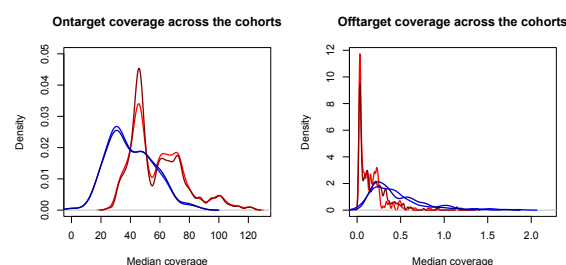 Ontarget coverage across the cohorts
Density
0.00 0.01 0.02 0.03 0.04 0.05
0 20 40 60 80 100 120
Median coverage
Offtarget coverage across the cohorts
Density
0 2 4 6 8 10 12
0.0 0.5 1.0 1.5 2.0
Median coverage